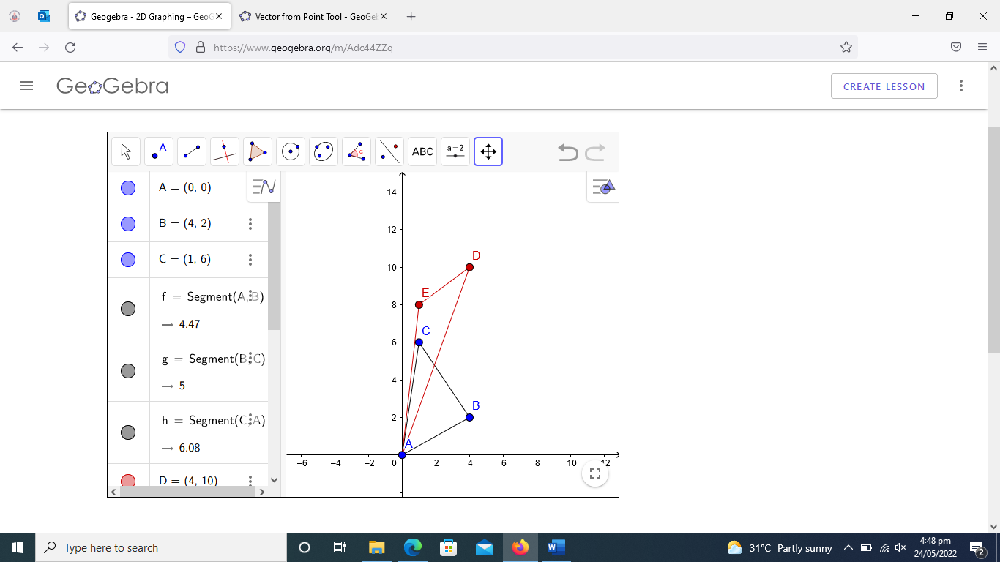 Geogebra - 2D Graphing – GeoG
Vector from Point Tool - GeoGeb
https://www.geogebra.org/m/Adc44ZZq
GeoGebra
CREATE LESSON
A
α
ABC
a=2
A = (0, 0)
B = (4, 2)
C = (1, 6)
f = Segment(A, B)
→ 4.47
g = Segment(B, C)
→ 5
h = Segment(C, A)
→ 6.08
D = (4, 10)
14
12
10
8
6
4
2
D
E
C
B
A
–6 –4 –2 0 2 4 6 8 10 12
Type here to search
31°C Partly sunny
4:48 pm
24/05/2022
2